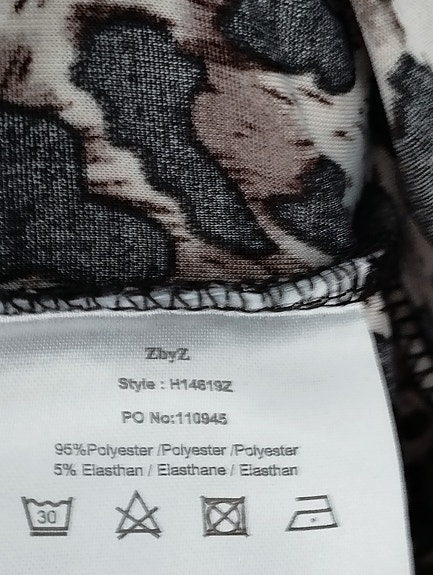 ZbyZ
Style : H14619Z
PO No:110945
95%Polyester /Polyester /Polyester
5% Elasthan / Elasthane / Elasthan
30